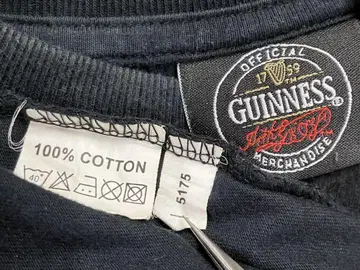 OFFICIAL
17 59
GUINNESS®
MERCHANDISE
100% COTTON
40°
5175